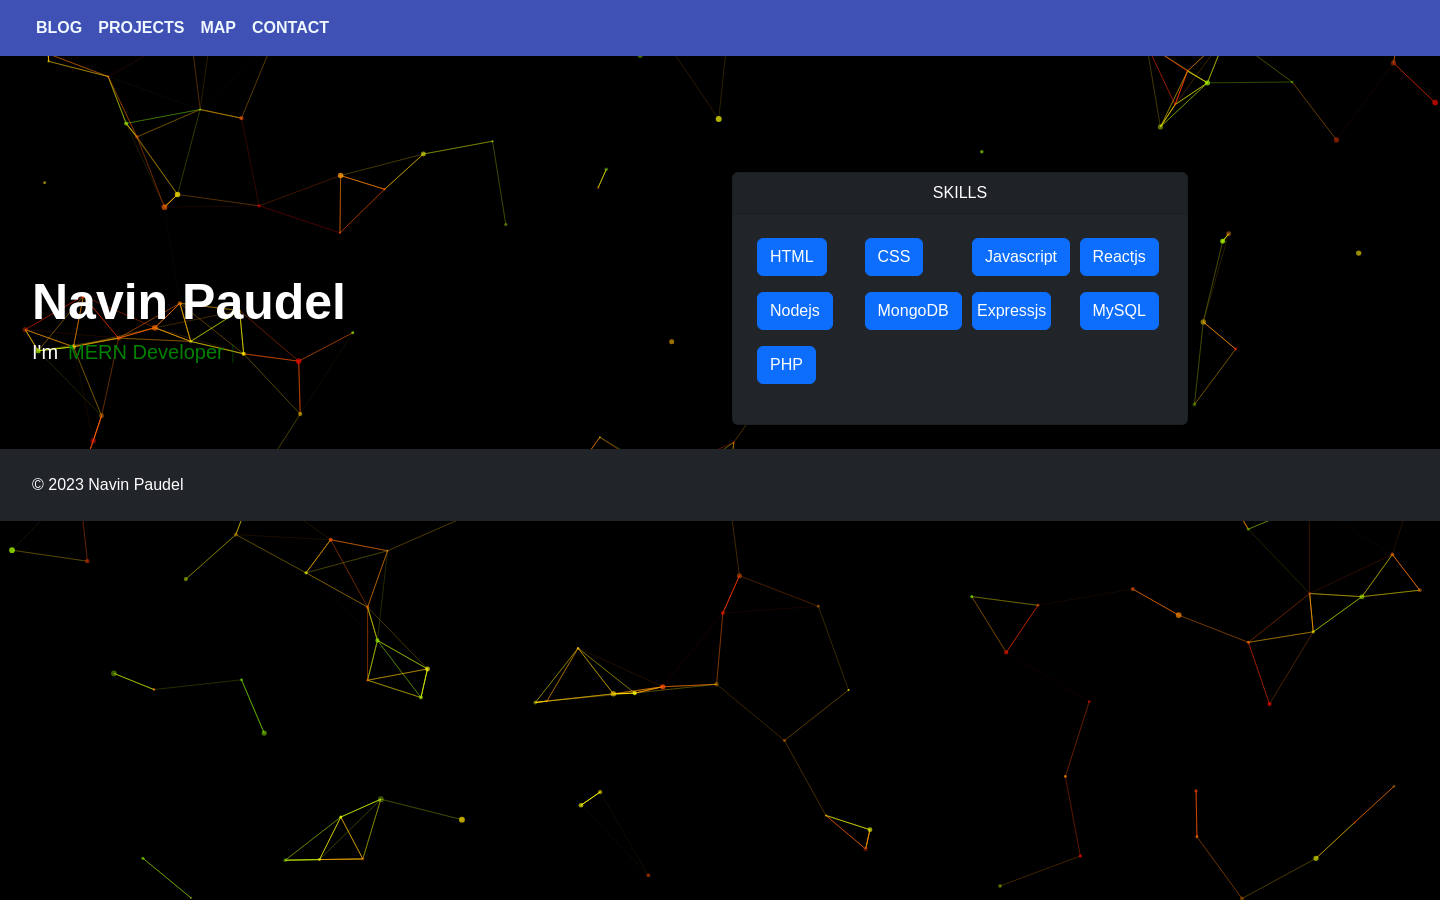 BLOG PROJECTS MAP CONTACT
Navin Paudel
I'm MERN Developer
SKILLS
HTML CSS Javascript Reactjs
Nodejs MongoDB Expressjs MySQL
PHP
© 2023 Navin Paudel